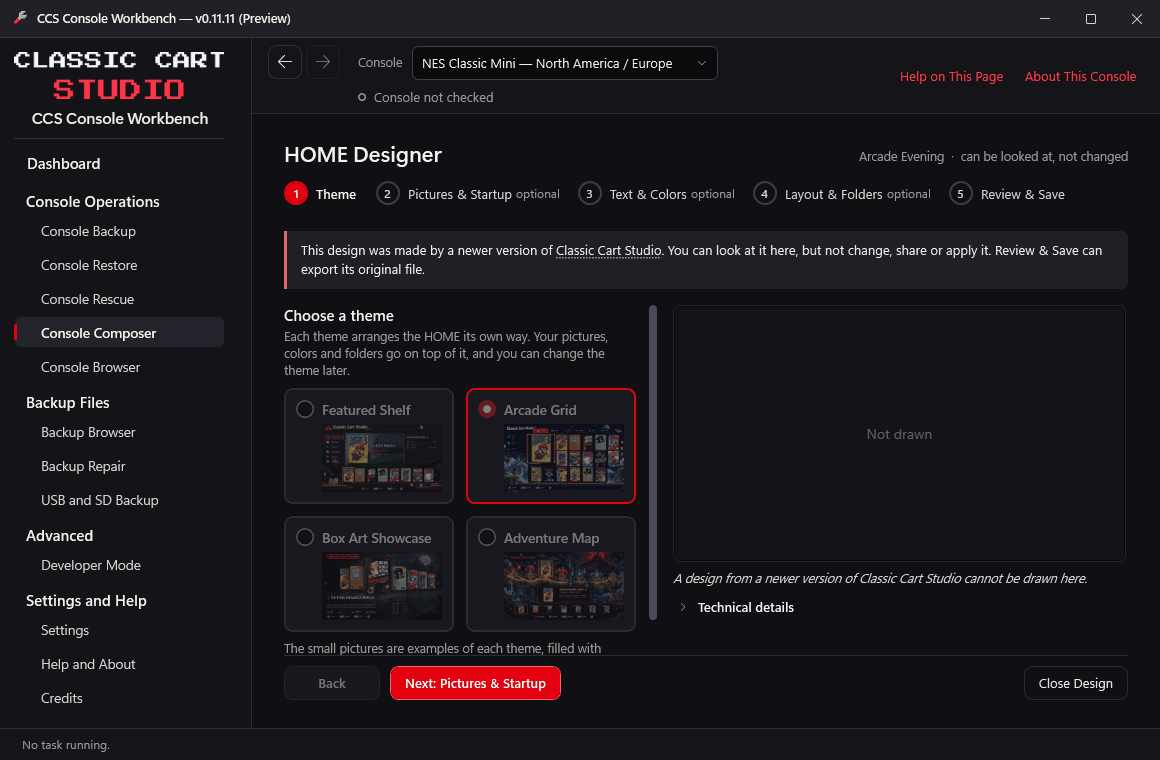 CCS Console Workbench — v0.11.11 (Preview)
CLASSIC CART
STUDIO
CCS Console Workbench
Dashboard
Console Operations
Console Backup
Console Restore
Console Rescue
Console Composer
Console Browser
Backup Files
Backup Browser
Backup Repair
USB and SD Backup
Advanced
Developer Mode
Settings and Help
Settings
Help and About
Credits
Console
NES Classic Mini — North America / Europe
Console not checked
Help on This Page
About This Console
HOME Designer
Arcade Evening · can be looked at, not changed
1 Theme
2 Pictures & Startup optional
3 Text & Colors optional
4 Layout & Folders optional
5 Review & Save
This design was made by a newer version of Classic Cart Studio. You can look at it here, but not change, share or apply it. Review & Save can
export its original file.
Choose a theme
Each theme arranges the HOME its own way. Your pictures,
colors and folders go on top of it, and you can change the
theme later.
Featured Shelf
Arcade Grid
Box Art Showcase
Adventure Map
The small pictures are examples of each theme, filled with
Not drawn
A design from a newer version of Classic Cart Studio cannot be drawn here.
Technical details
Back
Next: Pictures & Startup
Close Design
No task running.